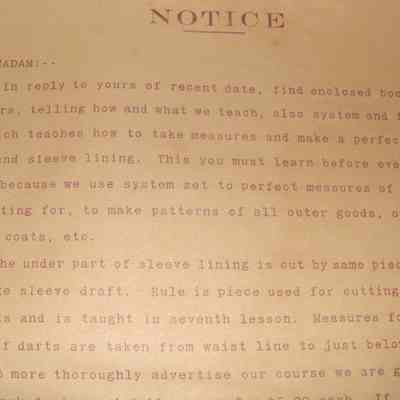 NOTICE
MADAM:--
in reply to yours of recent date, find enclosed boo
rs, telling how and what we teach, also system and
ich teaches how to take measures and make a perfec
and sleeve lining. This you must learn before eve
because we use system set to perfect measures of
ting for, to make patterns of all outer goods,
coats, etc.
he under part of sleeve lining is cut by same piec
sleeve draft. Rule is piece used for cutting
and is taught in seventh lesson. Measures fo
f darts are taken from waist line to just belo
more thoroughly advertise our course we are g